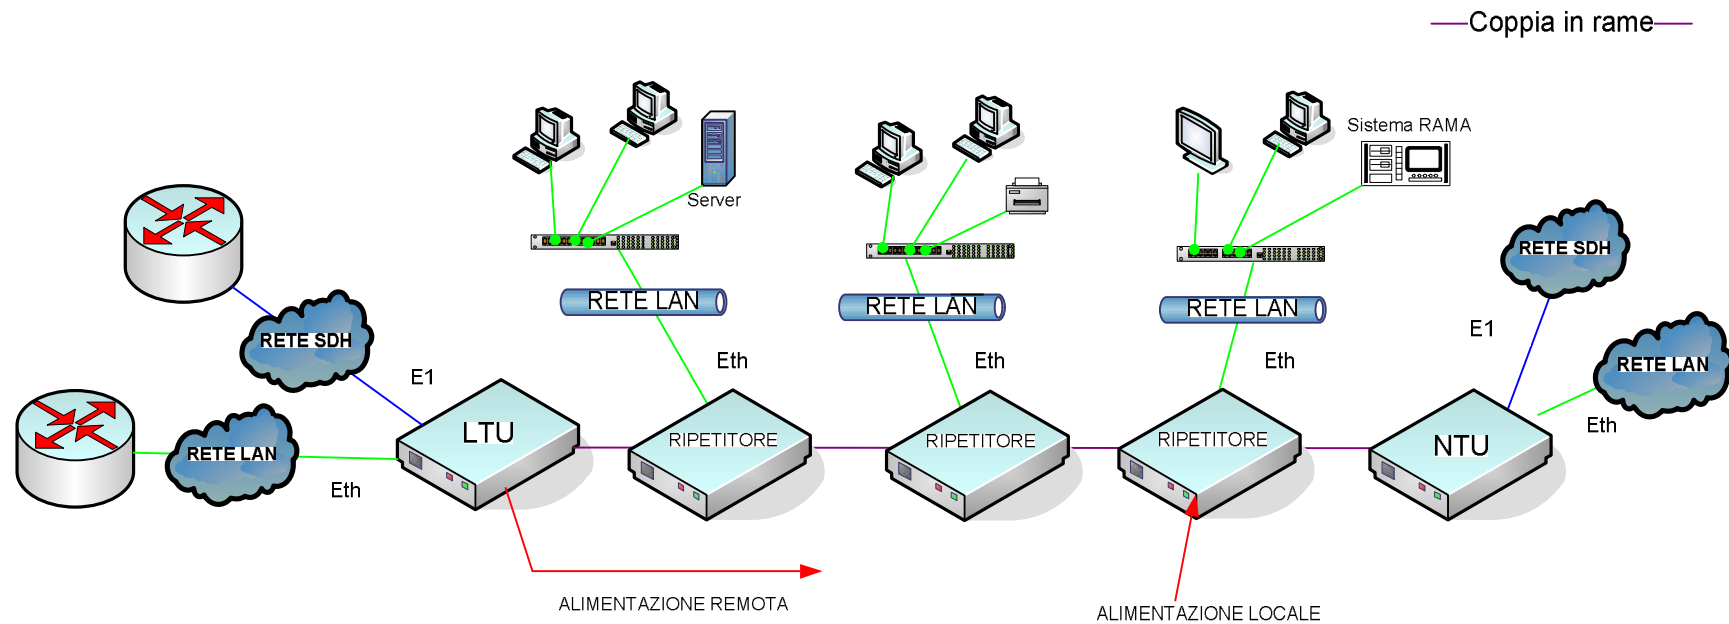 Coppia in rame
Sistema RAMA
Server
RETE SDH
RETE LAN
RETE LAN
RETE LAN
E1
RETE SDH
Eth
Eth
Eth
RETE LAN
E1
Eth
LTU
RIPETITORE
RIPETITORE
RIPETITORE
NTU
RETE LAN
Eth
ALIMENTAZIONE REMOTA
ALIMENTAZIONE LOCALE